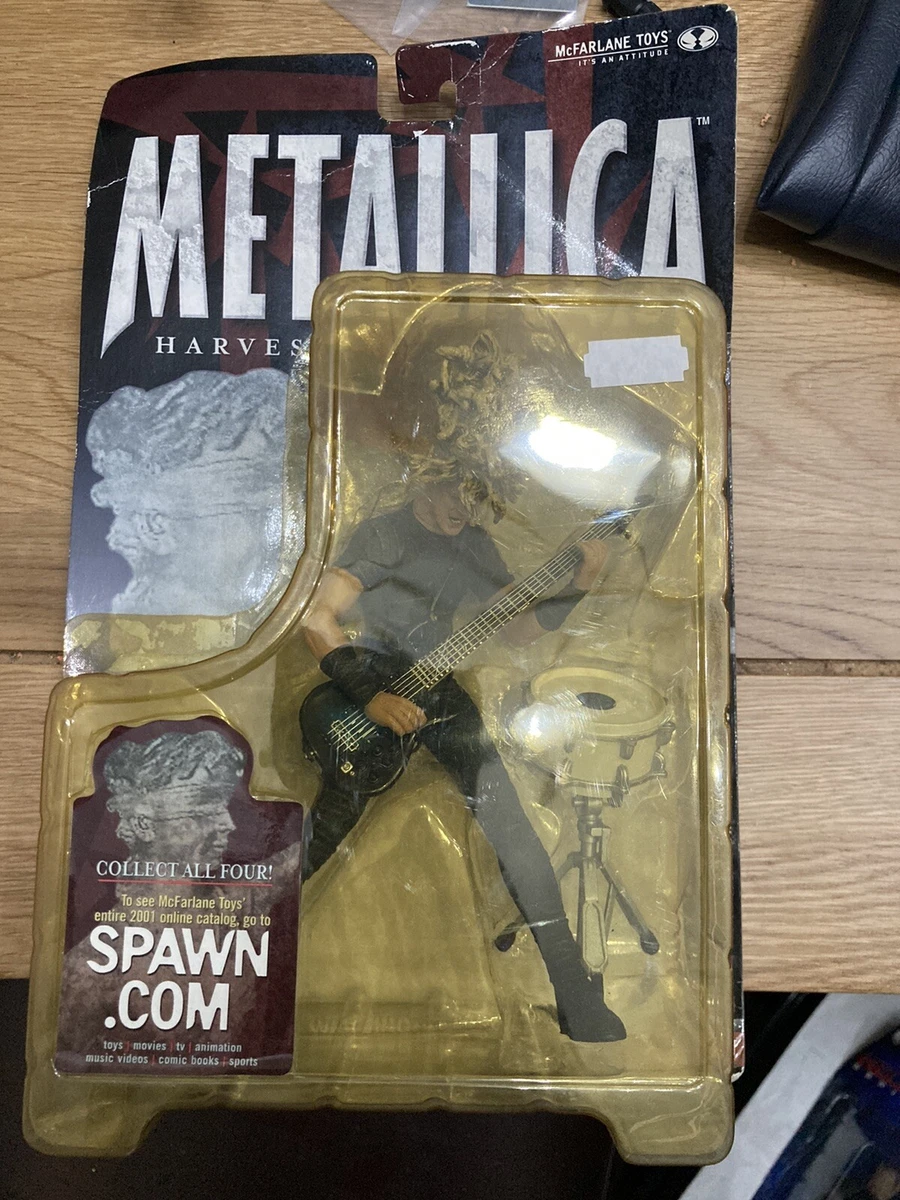 McFARLANE TOYS®
IT'S AN ATTITUDE
METALLICA™
HARVES
COLLECT ALL FOUR!
To see McFarlane Toys'
entire 2001 online catalog, go to
SPAWN
.COM
toys | movies | tv | animation
music videos | comic books | sports